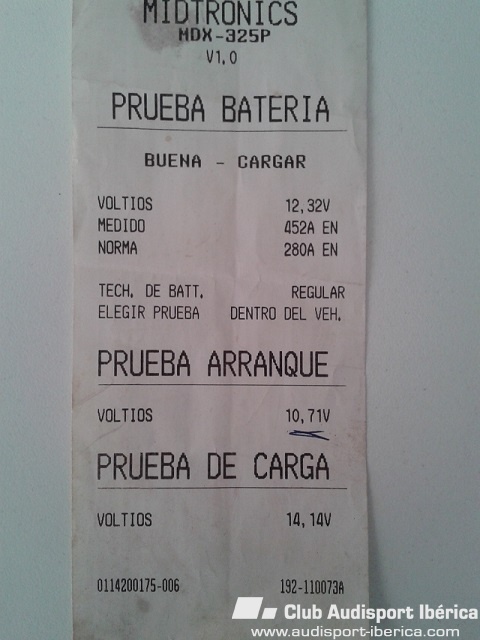 MIDTRONICS
MDX-325P
V1,0
PRUEBA BATERIA
BUENA - CARGAR
VOLTIOS 12,32V
MEDIDO 452A EN
NORMA 280A EN
TECH. DE BATT. REGULAR
ELEGIR PRUEBA DENTRO DEL VEH.
PRUEBA ARRANQUE
VOLTIOS 10,71V
PRUEBA DE CARGA
VOLTIOS 14,14V
0114200175-006 192-110073A
Club Audisport Ibérica
www.audisport-iberica.com